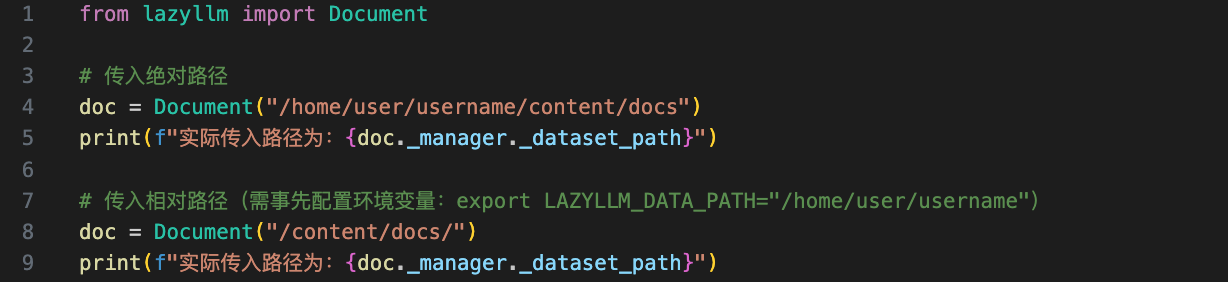 1 from lazyllm import Document
2
3 # 传入绝对路径
4 doc = Document("/home/user/username/content/docs")
5 print(f"实际传入路径为：{doc._manager._dataset_path}")
6
7 # 传入相对路径（需事先配置环境变量：export LAZYLLM_DATA_PATH="/home/user/username"）
8 doc = Document("/content/docs/")
9 print(f"实际传入路径为：{doc._manager._dataset_path}")